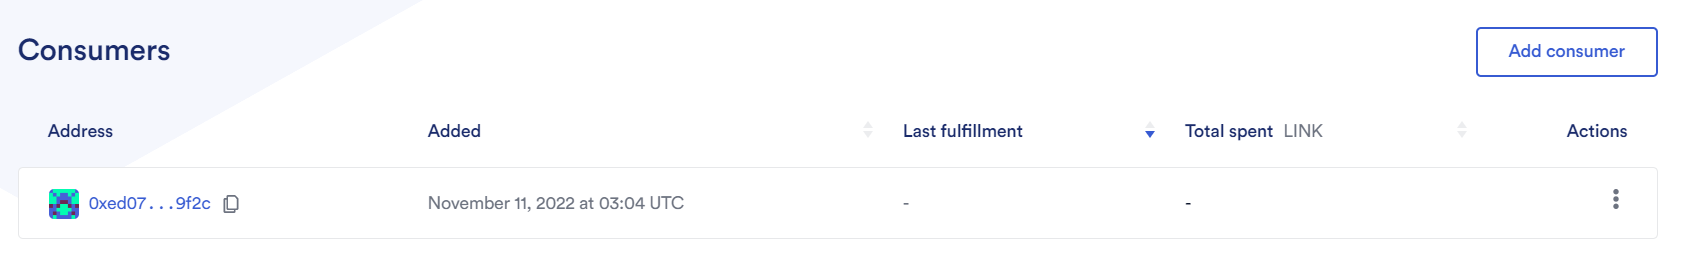 Consumers
Add consumer
Address Added Last fulfillment Total spent LINK Actions
0xed07...9f2c November 11, 2022 at 03:04 UTC - -